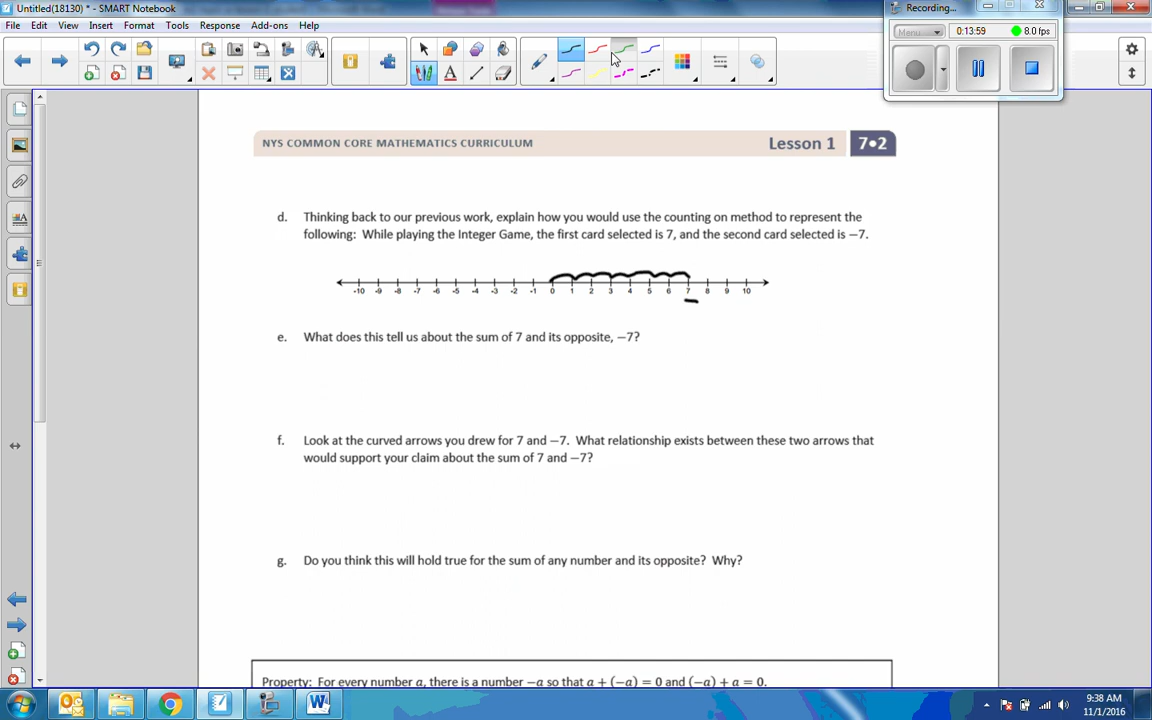 Untitled(18130) * - SMART Notebook
Recording...
File Edit View Insert Format Tools Response Add-ons Help
Menu 0:13:59 8.0 fps
NYS COMMON CORE MATHEMATICS CURRICULUM Lesson 1 7•2
d. Thinking back to our previous work, explain how you would use the counting on method to represent the
following: While playing the Integer Game, the first card selected is 7, and the second card selected is −7.
-10 -9 -8 -7 -6 -5 -4 -3 -2 -1 0 1 2 3 4 5 6 7 8 9 10
e. What does this tell us about the sum of 7 and its opposite, −7?
f. Look at the curved arrows you drew for 7 and −7. What relationship exists between these two arrows that
would support your claim about the sum of 7 and −7?
g. Do you think this will hold true for the sum of any number and its opposite? Why?
Property: For every number a, there is a number −a so that a + (−a) = 0 and (−a) + a = 0.
9:38 AM
11/1/2016